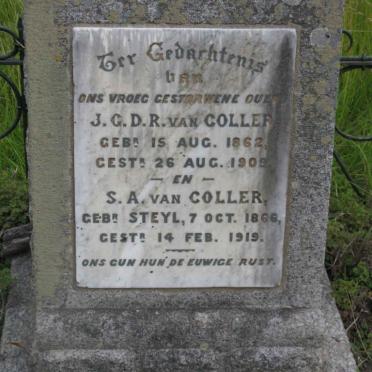 Ter Gedachtenis
van
ONS VROEG GESTORWENE OUERS
J.G.D.R. VAN COLLER
GEBN 15 AUG. 1862,
GESTN 26 AUG. 1909
— EN —
S.A. VAN COLLER,
GEBN STEYL, 7 OCT. 1866,
GESTN 14 FEB. 1919.
ONS GUN HUN DE EUWIGE RUST.